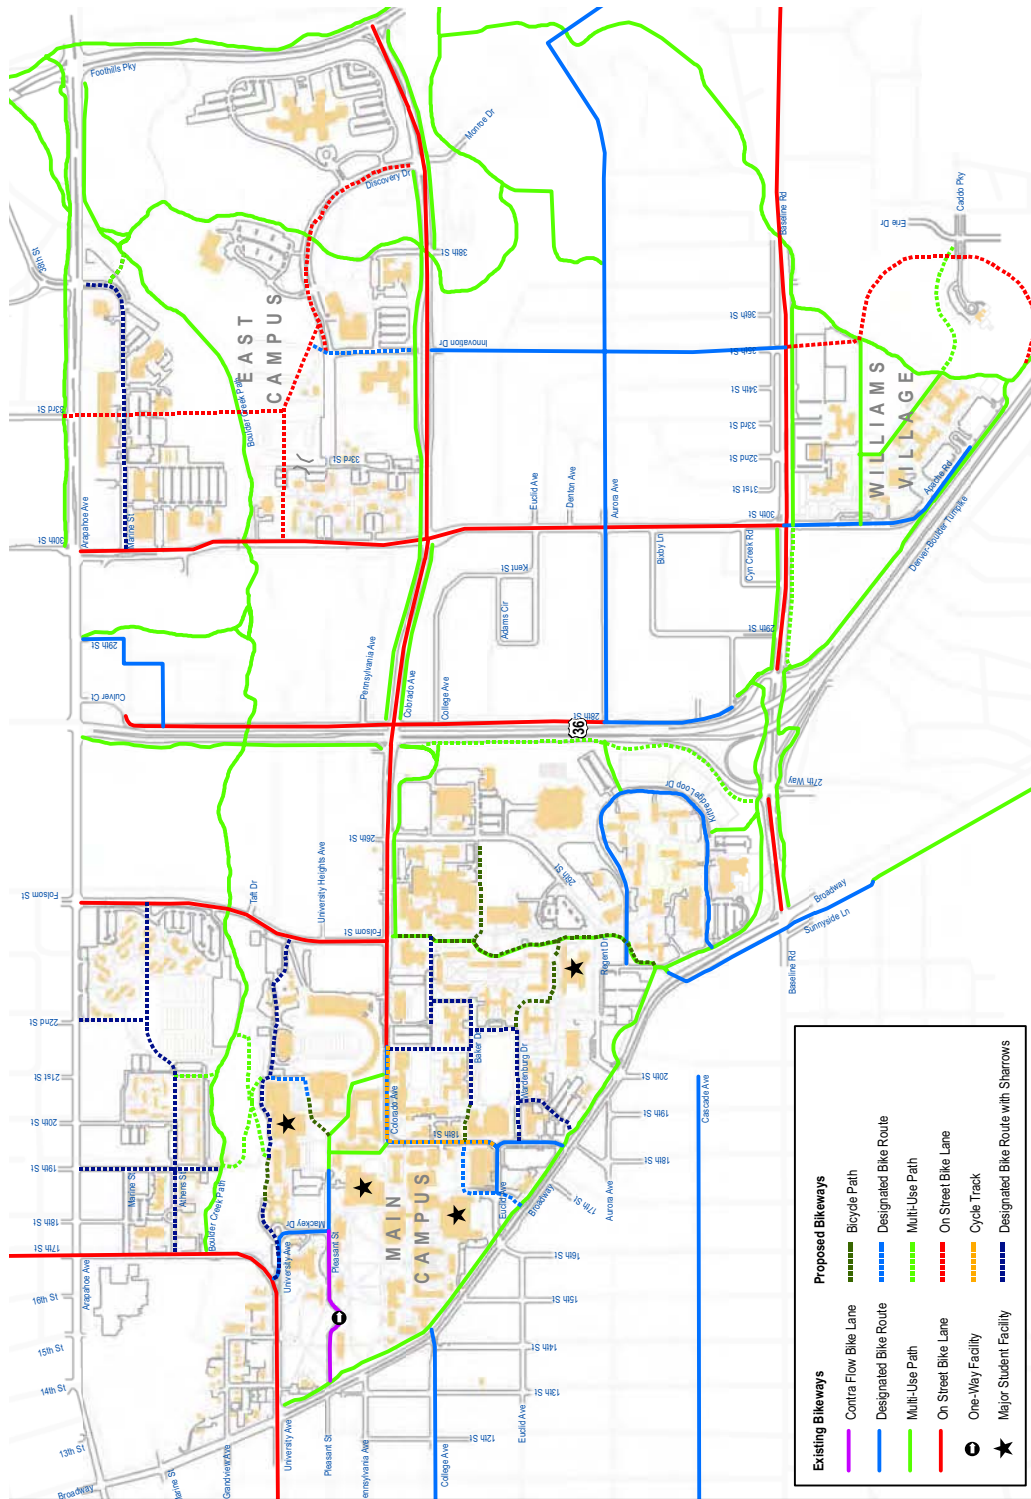 Foothills Pky
38th St
Monroe Dr
Discovery Dr
38th St
Baseline Rd
Erie Dr
Caddo Pky
EAST
CAMPUS
Boulder Creek Path
Innovation Dr
36th St
35th St
34th St
33rd St
32nd St
31st St
30th St
33rd St
33rd St
WILLIAMS
VILLAGE
Apache Rd
Denver-Boulder Turnpike
30th St
Arapahoe Ave
Marine St
Euclid Ave
Denton Ave
Aurora Ave
Bixby Ln
Cyn Creek Rd
Kent St
Adams Cir
29th St
29th St
Culver Ct
Pennsylvania Ave
Colorado Ave
College Ave
28th St
36
27th Way
Kittredge Loop Dr
26th St
26th St
Folsom St
Taft Dr
University Heights Ave
Folsom St
Regent Dr
Broadway
Sunnyside Ln
Baseline Rd
22nd St
21st St
20th St
19th St
18th St
17th St
Marine St
Athens St
Boulder Creek Path
Baker Dr
Wardenburg Dr
Colorado Ave
18th St
20th St
19th St
18th St
17th St
Aurora Ave
Cascade Ave
Euclid Ave
Broadway
MAIN
CAMPUS
Mackey Dr
University Ave
Pleasant St
Arapahoe Ave
16th St
15th St
14th St
13th St
Broadway
Grandview Ave
University Ave
Pleasant St
College Ave
16th St
15th St
14th St
13th St
12th St
Euclid Ave
Existing Bikeways
Contra Flow Bike Lane
Designated Bike Route
Multi-Use Path
On Street Bike Lane
One-Way Facility
Major Student Facility
Proposed Bikeways
Bicycle Path
Designated Bike Route
Multi-Use Path
On Street Bike Lane
Cycle Track
Designated Bike Route with Sharrows